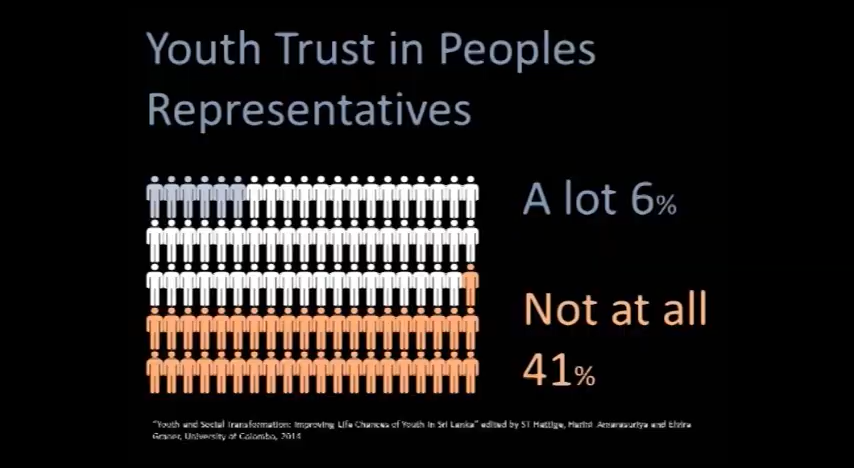 Youth Trust in Peoples
Representatives
A lot 6%
Not at all
41%
"Youth and Social Transformation: Improving Life Chances of Youth in Sri Lanka" edited by ST Hettige, Harini Amarasuriya and Elvira
Graner, University of Colombo, 2014